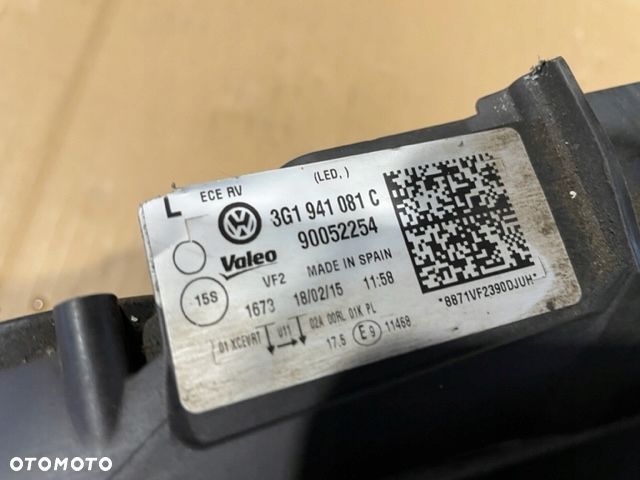 L ECE RV (LED,)
3G1 941 081 C
90052254
Valeo VF2 MADE IN SPAIN
15S 1673 18/02/15 11:58
01 XCEVRT U11 02A 00RL 01K PL
17.5 E9 11468
*8871VF2390DJUH*
OTOMOTO